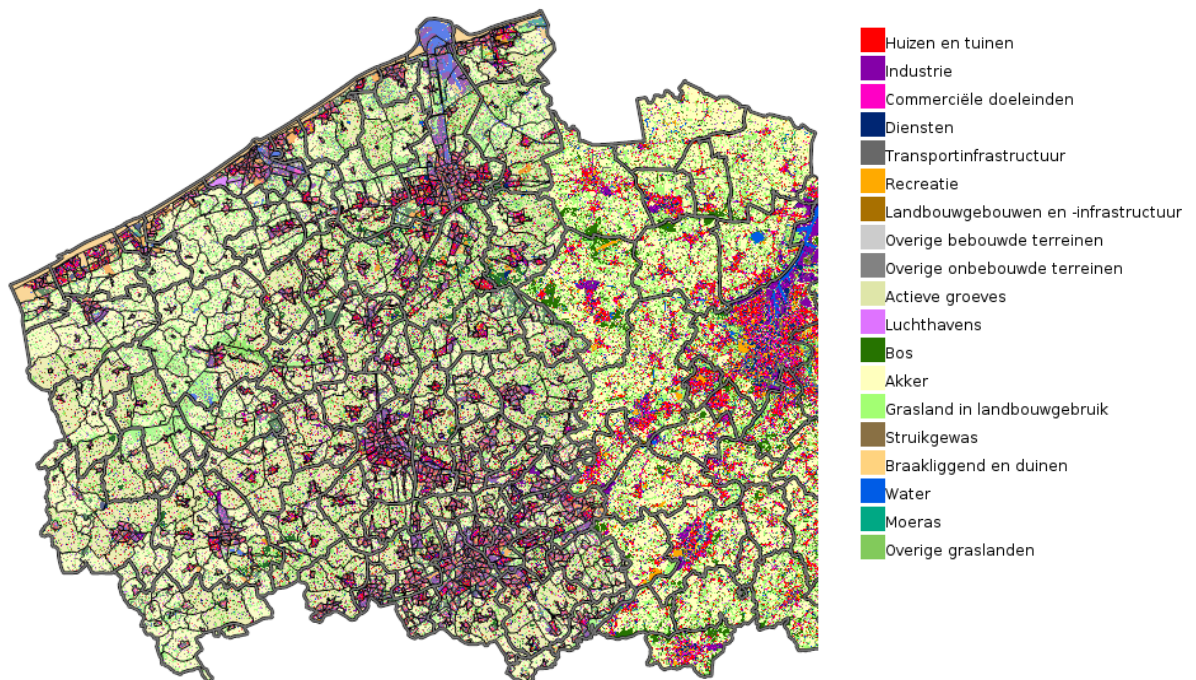 Huizen en tuinen
Industrie
Commerciële doeleinden
Diensten
Transportinfrastructuur
Recreatie
Landbouwgebouwen en -infrastructuur
Overige bebouwde terreinen
Overige onbebouwde terreinen
Actieve groeves
Luchthavens
Bos
Akker
Grasland in landbouwgebruik
Struikgewas
Braakliggend en duinen
Water
Moeras
Overige graslanden